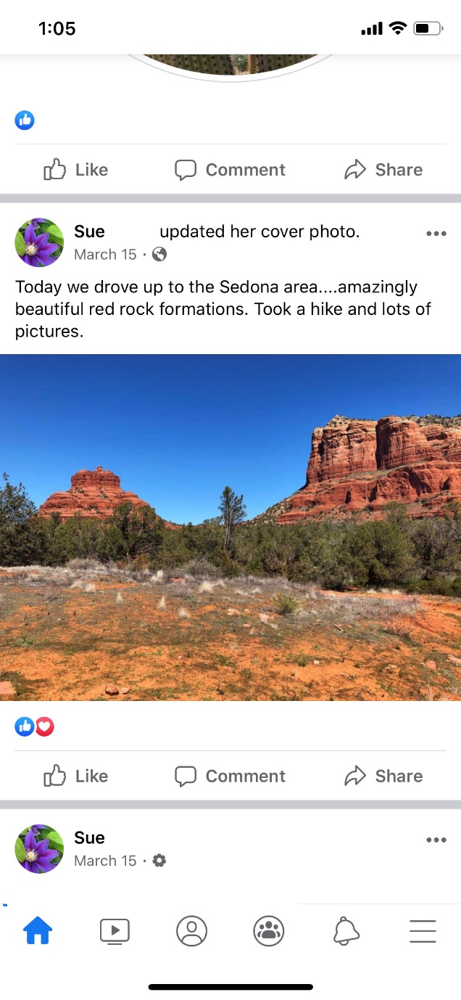 1:05
Like Comment Share
Sue updated her cover photo.
March 15 ·
Today we drove up to the Sedona area....amazingly
beautiful red rock formations. Took a hike and lots of
pictures.
Like Comment Share
Sue
March 15 ·